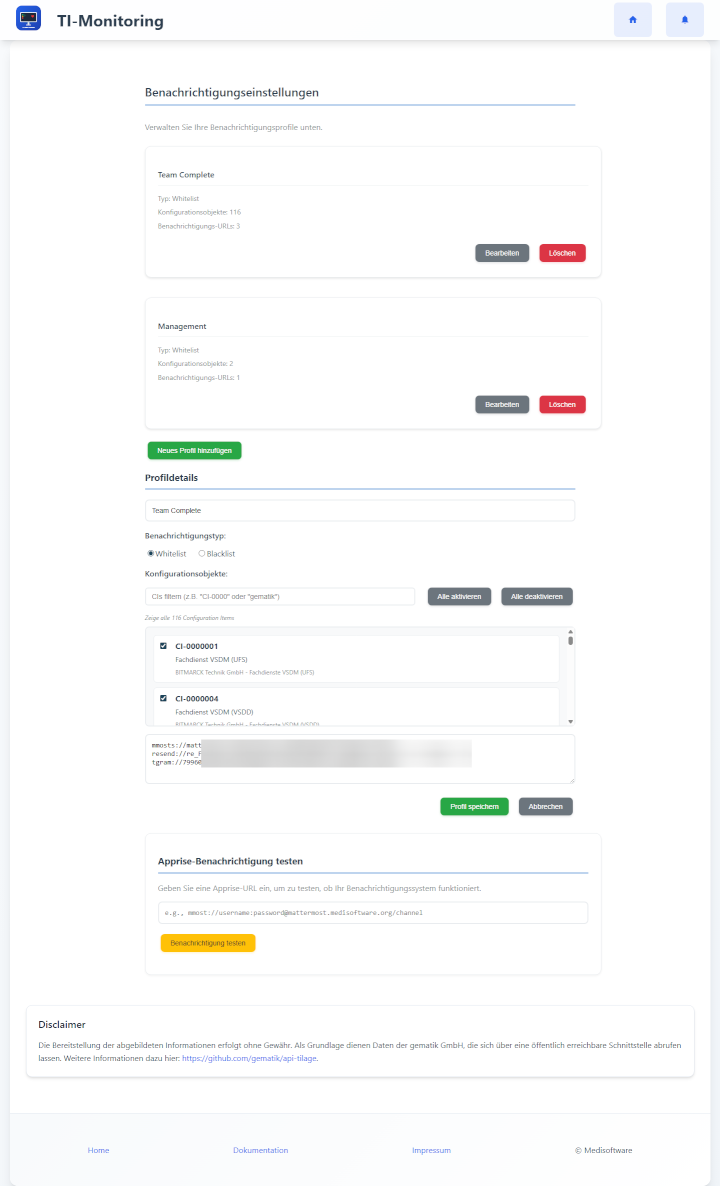 TI-Monitoring
Benachrichtigungseinstellungen
Verwalten Sie Ihre Benachrichtigungsprofile unten.
Team Complete
Typ: Whitelist
Konfigurationsobjekte: 116
Benachrichtigungs-URLs: 3
Bearbeiten Löschen
Management
Typ: Whitelist
Konfigurationsobjekte: 2
Benachrichtigungs-URLs: 1
Bearbeiten Löschen
Neues Profil hinzufügen
Profildetails
Team Complete
Benachrichtigungstyp:
Whitelist Blacklist
Konfigurationsobjekte:
CIs filtern (z.B. "CI-0000" oder "gematik") Alle aktivieren Alle deaktivieren
Zeige alle 116 Configuration Items
CI-0000001
Fachdienst VSDM (UFS)
BITMARCK Technik GmbH – Fachdienste VSDM (UFS)
CI-0000004
Fachdienst VSDM (VSDD)
BITMARCK Technik GmbH – Fachdienste VSDM (VSDD)
mmosts://matt
resend://re_F
tgram://79960
Profil speichern Abbrechen
Apprise-Benachrichtigung testen
Geben Sie eine Apprise-URL ein, um zu testen, ob Ihr Benachrichtigungssystem funktioniert.
e.g., mmost://username:password@mattermost.medisoftware.org/channel
Benachrichtigung testen
Disclaimer
Die Bereitstellung der abgebildeten Informationen erfolgt ohne Gewähr. Als Grundlage dienen Daten der gematik GmbH, die sich über eine öffentlich erreichbare Schnittstelle abrufen
lassen. Weitere Informationen dazu hier: https://github.com/gematik/api-tilage.
Home Dokumentation Impressum © Medisoftware